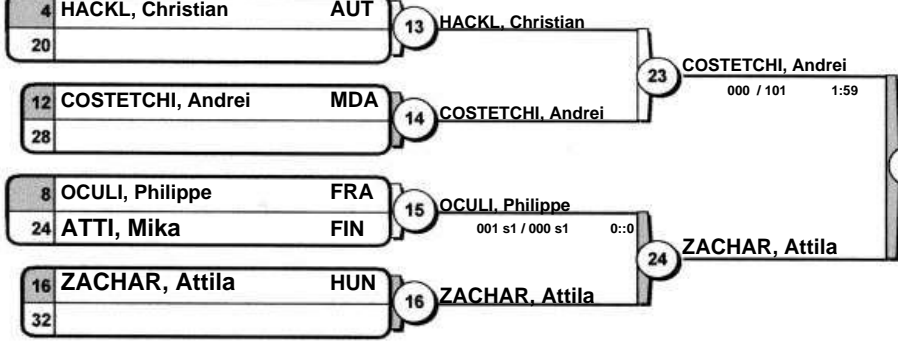 4 HACKL, Christian AUT
20
13 HACKL, Christian
12 COSTETCHI, Andrei MDA
28
14 COSTETCHI, Andrei
23 COSTETCHI, Andrei
000 / 101 1:59
8 OCULI, Philippe FRA
24 ATTI, Mika FIN
15 OCULI, Philippe
001 s1 / 000 s1 0::0
16 ZACHAR, Attila HUN
32
16 ZACHAR, Attila
24 ZACHAR, Attila